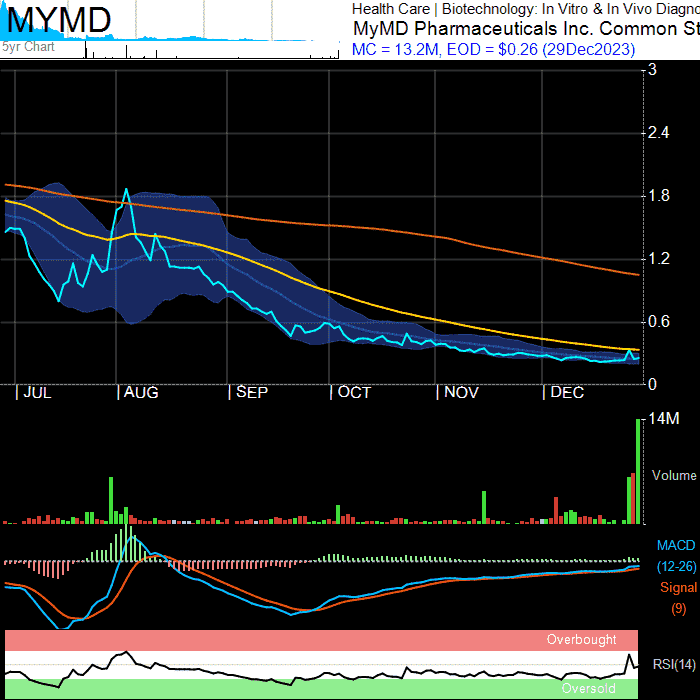 MYMD
5yr Chart
Health Care | Biotechnology: In Vitro & In Vivo Diagno
MyMD Pharmaceuticals Inc. Common St
MC = 13.2M, EOD = $0.26 (29Dec2023)
3
2.4
1.8
1.2
0.6
0
JUL AUG SEP OCT NOV DEC
14M
Volume
MACD
(12-26)
Signal
(9)
Overbought
RSI(14)
Oversold